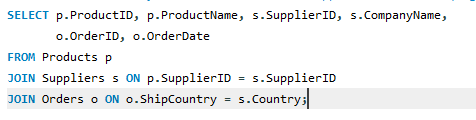 SELECT p.ProductID, p.ProductName, s.SupplierID, s.CompanyName,
o.OrderID, o.OrderDate
FROM Products p
JOIN Suppliers s ON p.SupplierID = s.SupplierID
JOIN Orders o ON o.ShipCountry = s.Country;